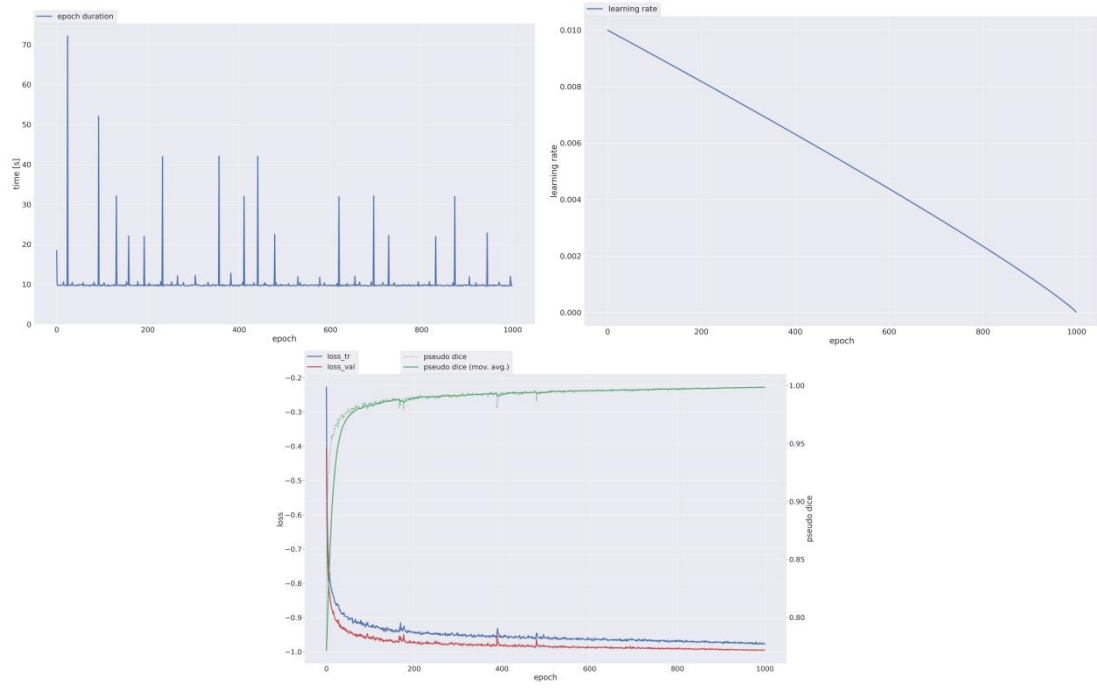 epoch duration
70
60
50
40
30
20
10
0
time [s]
0 200 400 600 800 1000
epoch
learning rate
0.010
0.008
0.006
0.004
0.002
0.000
learning rate
0 200 400 600 800 1000
epoch
loss_tr pseudo dice
loss_val pseudo dice (mov. avg.)
−0.2
−0.3
−0.4
−0.5
−0.6
−0.7
−0.8
−0.9
−1.0
loss
1.00
0.95
0.90
0.85
0.80
pseudo dice
0 200 400 600 800 1000
epoch